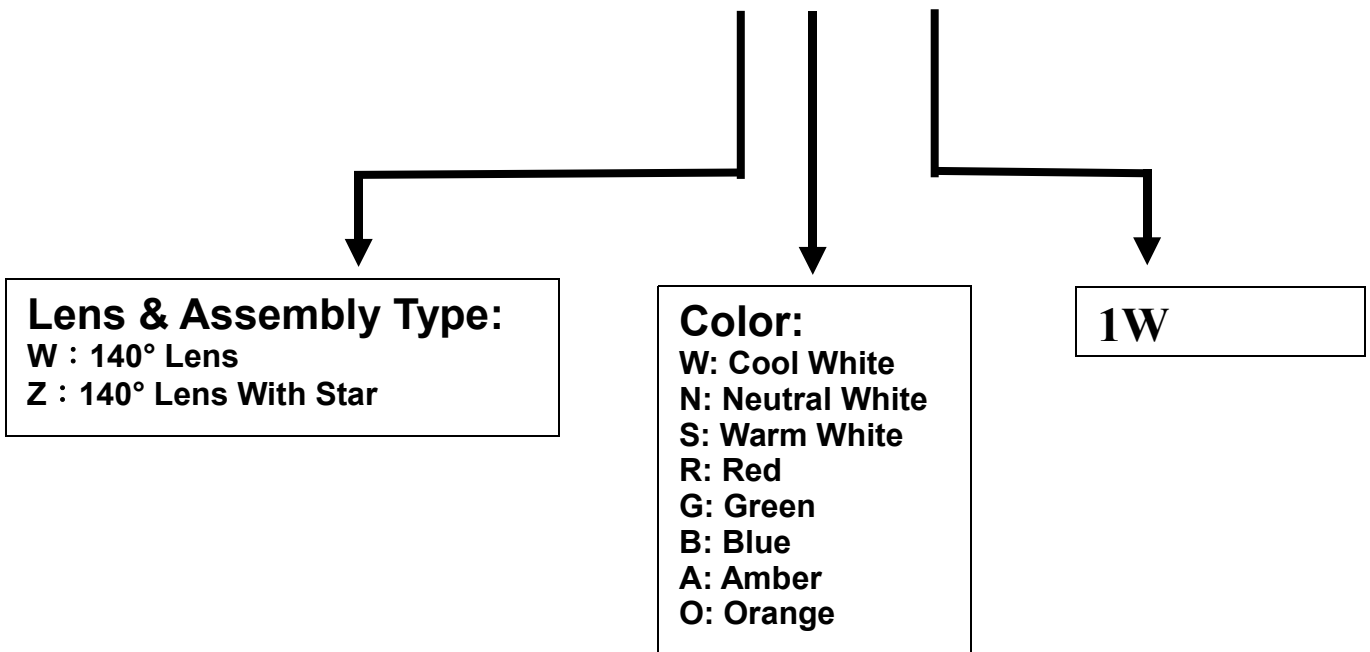 Lens & Assembly Type:
W：140° Lens
Z：140° Lens With Star
Color:
W: Cool White
N: Neutral White
S: Warm White
R: Red
G: Green
B: Blue
A: Amber
O: Orange
1W